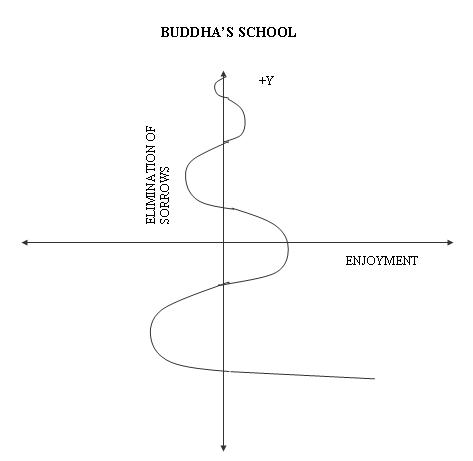 BUDDHA'S SCHOOL
+Y
ELIMINATION OF
SORROWS
ENJOYMENT